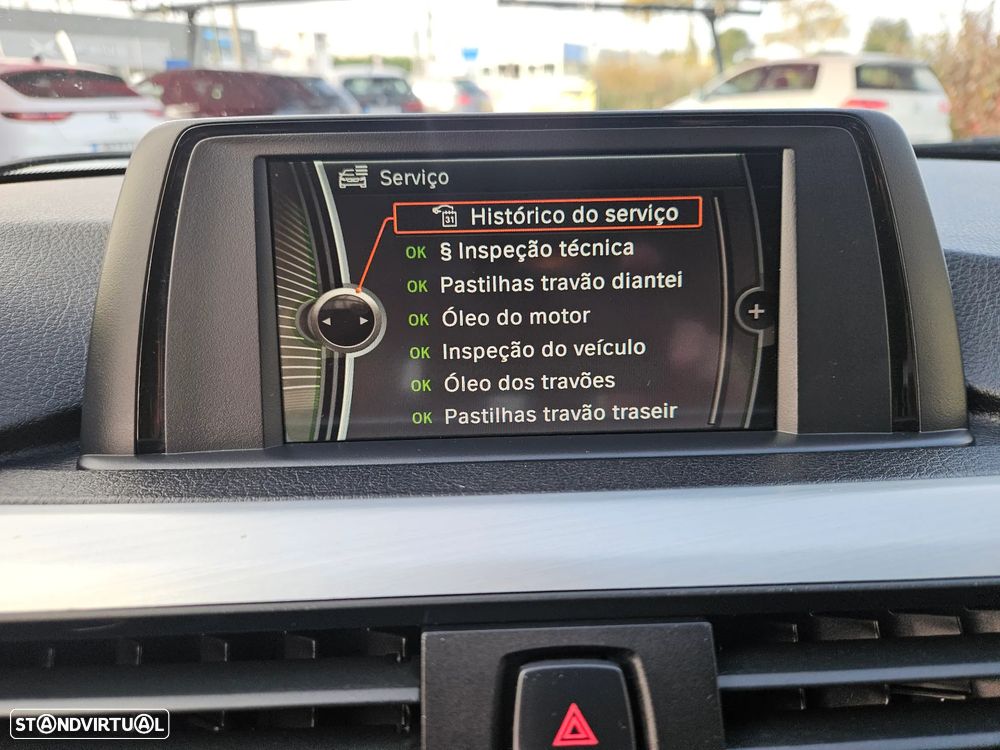 Serviço
31 Histórico do serviço
OK § Inspeção técnica
OK Pastilhas travão diantei
OK Óleo do motor
OK Inspeção do veículo
OK Óleo dos travões
OK Pastilhas travão traseir
+
STANDVIRTUAL